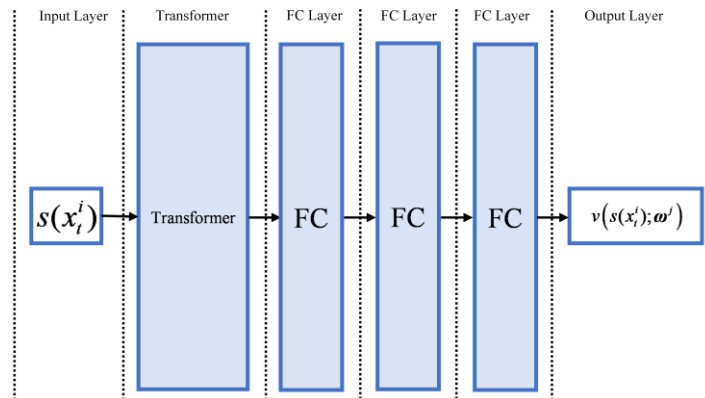 Input Layer
Transformer
FC Layer
FC Layer
FC Layer
Output Layer
s(x_t^i)
Transformer
FC
FC
FC
v(s(x_t^i);ω^j)